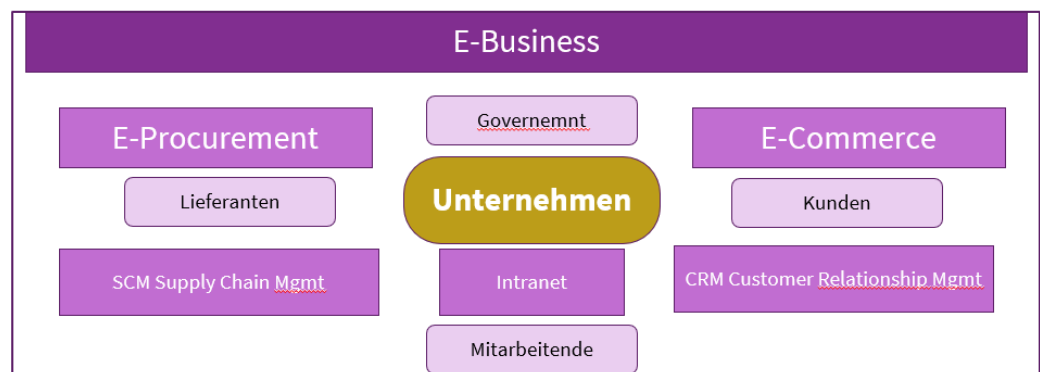 E-Business
Governemnt
E-Procurement
E-Commerce
Unternehmen
Lieferanten
Kunden
SCM Supply Chain Mgmt
Intranet
CRM Customer Relationship Mgmt
Mitarbeitende